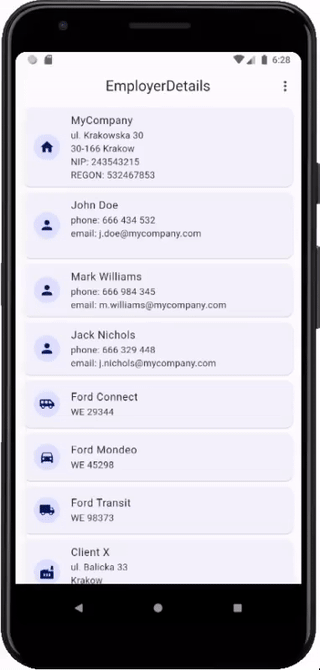 6:28
EmployerDetails
MyCompany
ul. Krakowska 30
30-166 Krakow
NIP: 243543215
REGON: 532467853
John Doe
phone: 666 434 532
email: j.doe@mycompany.com
Mark Williams
phone: 666 984 345
email: m.williams@mycompany.com
Jack Nichols
phone: 666 329 448
email: j.nichols@mycompany.com
Ford Connect
WE 29344
Ford Mondeo
WE 45298
Ford Transit
WE 98373
Client X
ul. Balicka 33
Krakow